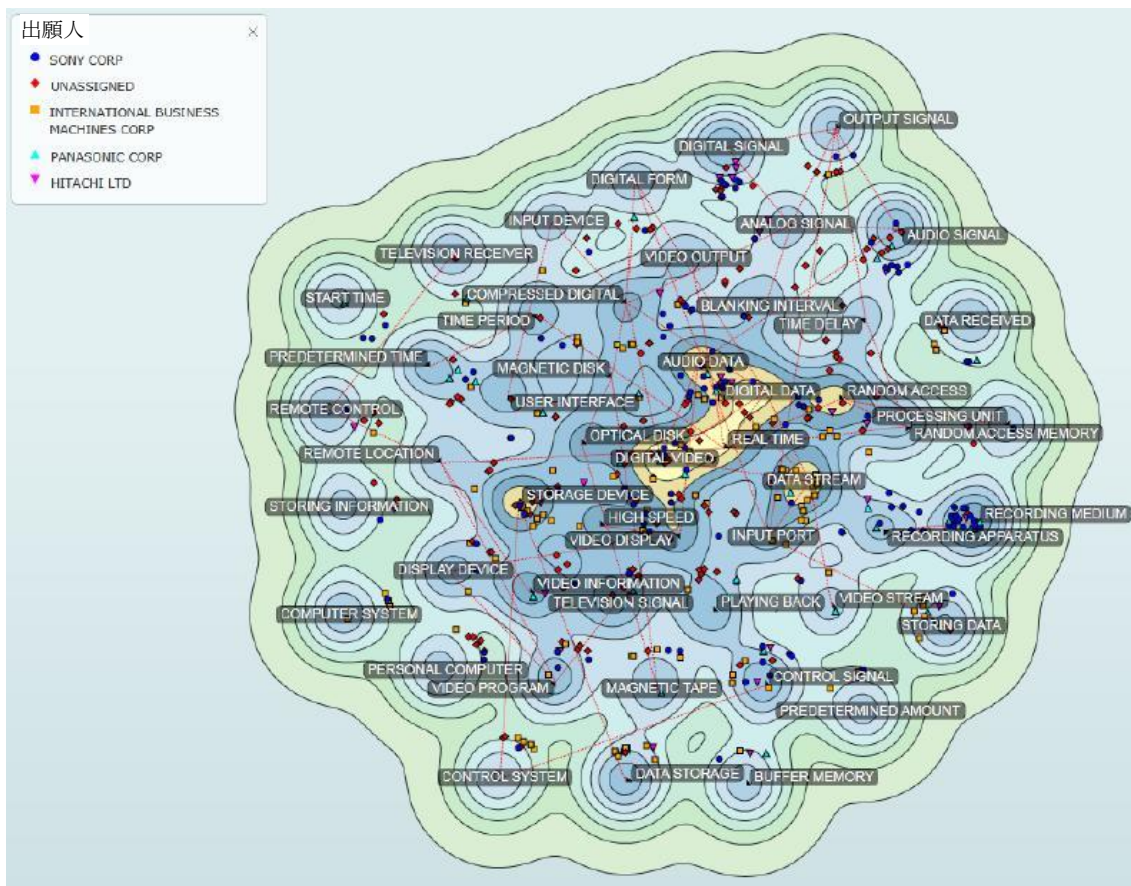 出願人
SONY CORP
UNASSIGNED
INTERNATIONAL BUSINESS
MACHINES CORP
PANASONIC CORP
HITACHI LTD
OUTPUT SIGNAL
DIGITAL SIGNAL
DIGITAL FORM
INPUT DEVICE
ANALOG SIGNAL
AUDIO SIGNAL
TELEVISION RECEIVER
VIDEO OUTPUT
START TIME
COMPRESSED DIGITAL
BLANKING INTERVAL
TIME PERIOD
TIME DELAY
DATA RECEIVED
PREDETERMINED TIME
MAGNETIC DISK
AUDIO DATA
DIGITAL DATA
RANDOM ACCESS
USER INTERFACE
REMOTE CONTROL
PROCESSING UNIT
RANDOM ACCESS MEMORY
OPTICAL DISK
REAL TIME
REMOTE LOCATION
DIGITAL VIDEO
DATA STREAM
STORAGE DEVICE
STORING INFORMATION
HIGH SPEED
RECORDING MEDIUM
VIDEO DISPLAY
INPUT PORT
RECORDING APPARATUS
DISPLAY DEVICE
VIDEO INFORMATION
VIDEO STREAM
TELEVISION SIGNAL
PLAYING BACK
COMPUTER SYSTEM
STORING DATA
PERSONAL COMPUTER
CONTROL SIGNAL
VIDEO PROGRAM
MAGNETIC TAPE
PREDETERMINED AMOUNT
CONTROL SYSTEM
DATA STORAGE
BUFFER MEMORY